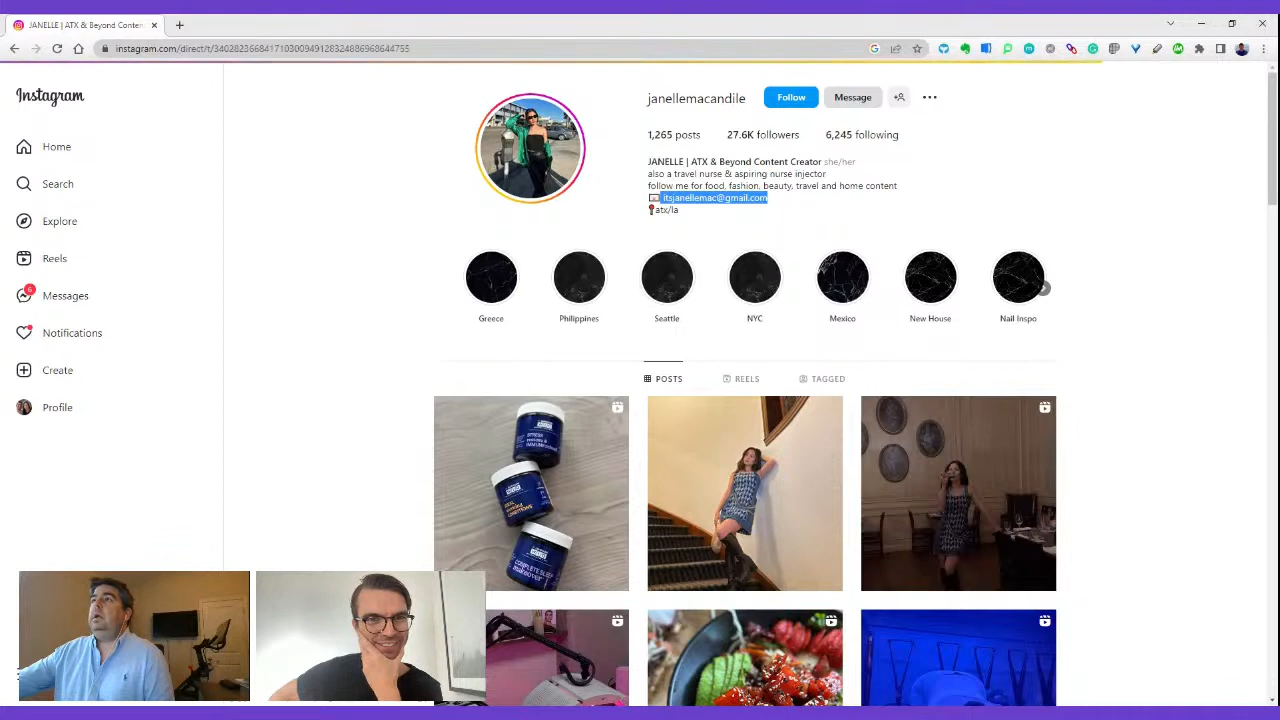 JANELLE | ATX & Beyond Conten
instagram.com/direct/t/340282366841710300949128324886968644755
Instagram
janellemacandile
Follow
Message
Home
1,265 posts
27.6K followers
6,245 following
JANELLE | ATX & Beyond Content Creator she/her
also a travel nurse & aspiring nurse injector
Search
follow me for food, fashion, beauty, travel and home content
itsjanellemac@gmail.com
atx/la
Explore
Reels
6
Messages
Greece
Philippines
Seattle
NYC
Mexico
New House
Nail Inspo
Notifications
Create
POSTS
REELS
TAGGED
Profile